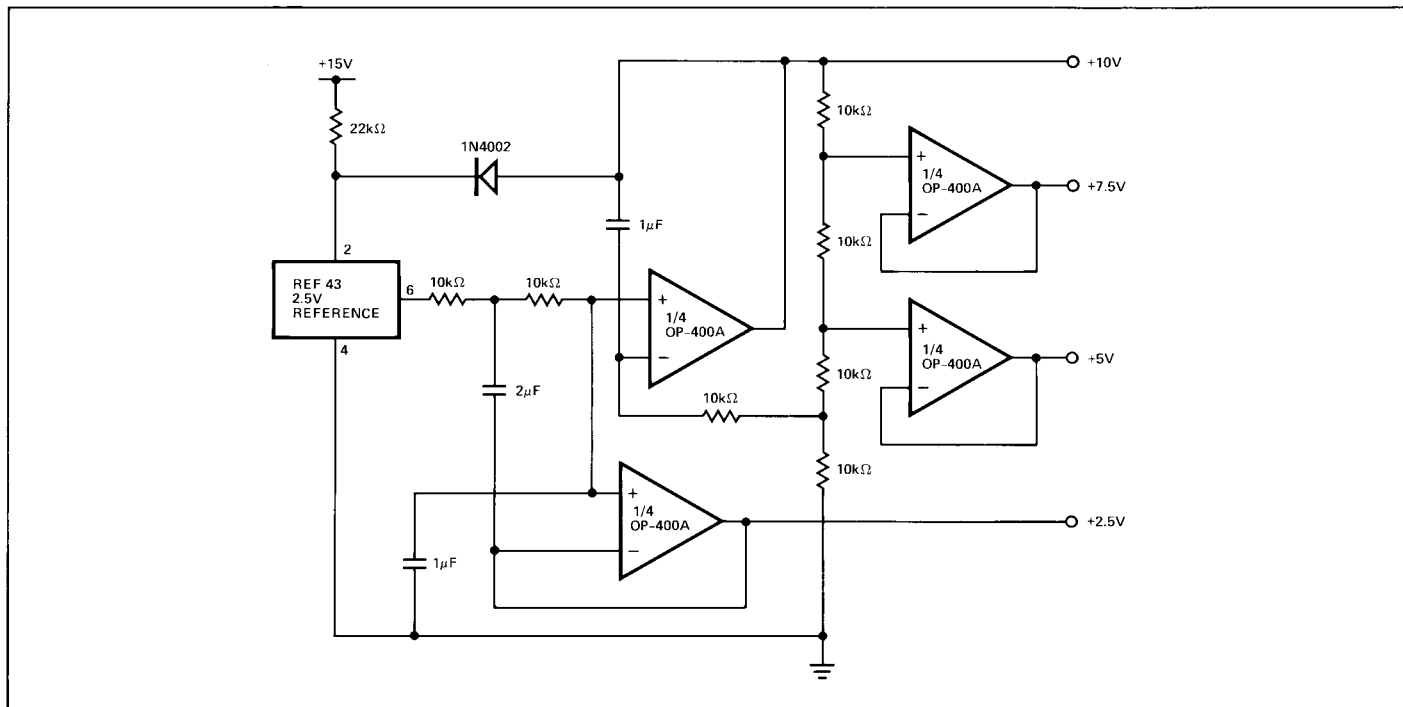 +15V
22kΩ
1N4002
1μF
2
REF 43
2.5V
REFERENCE
6
4
10kΩ
10kΩ
+
−
1/4
OP-400A
2μF
10kΩ
1μF
+
−
1/4
OP-400A
10kΩ
10kΩ
10kΩ
10kΩ
+
−
1/4
OP-400A
+
−
1/4
OP-400A
+10V
+7.5V
+5V
+2.5V